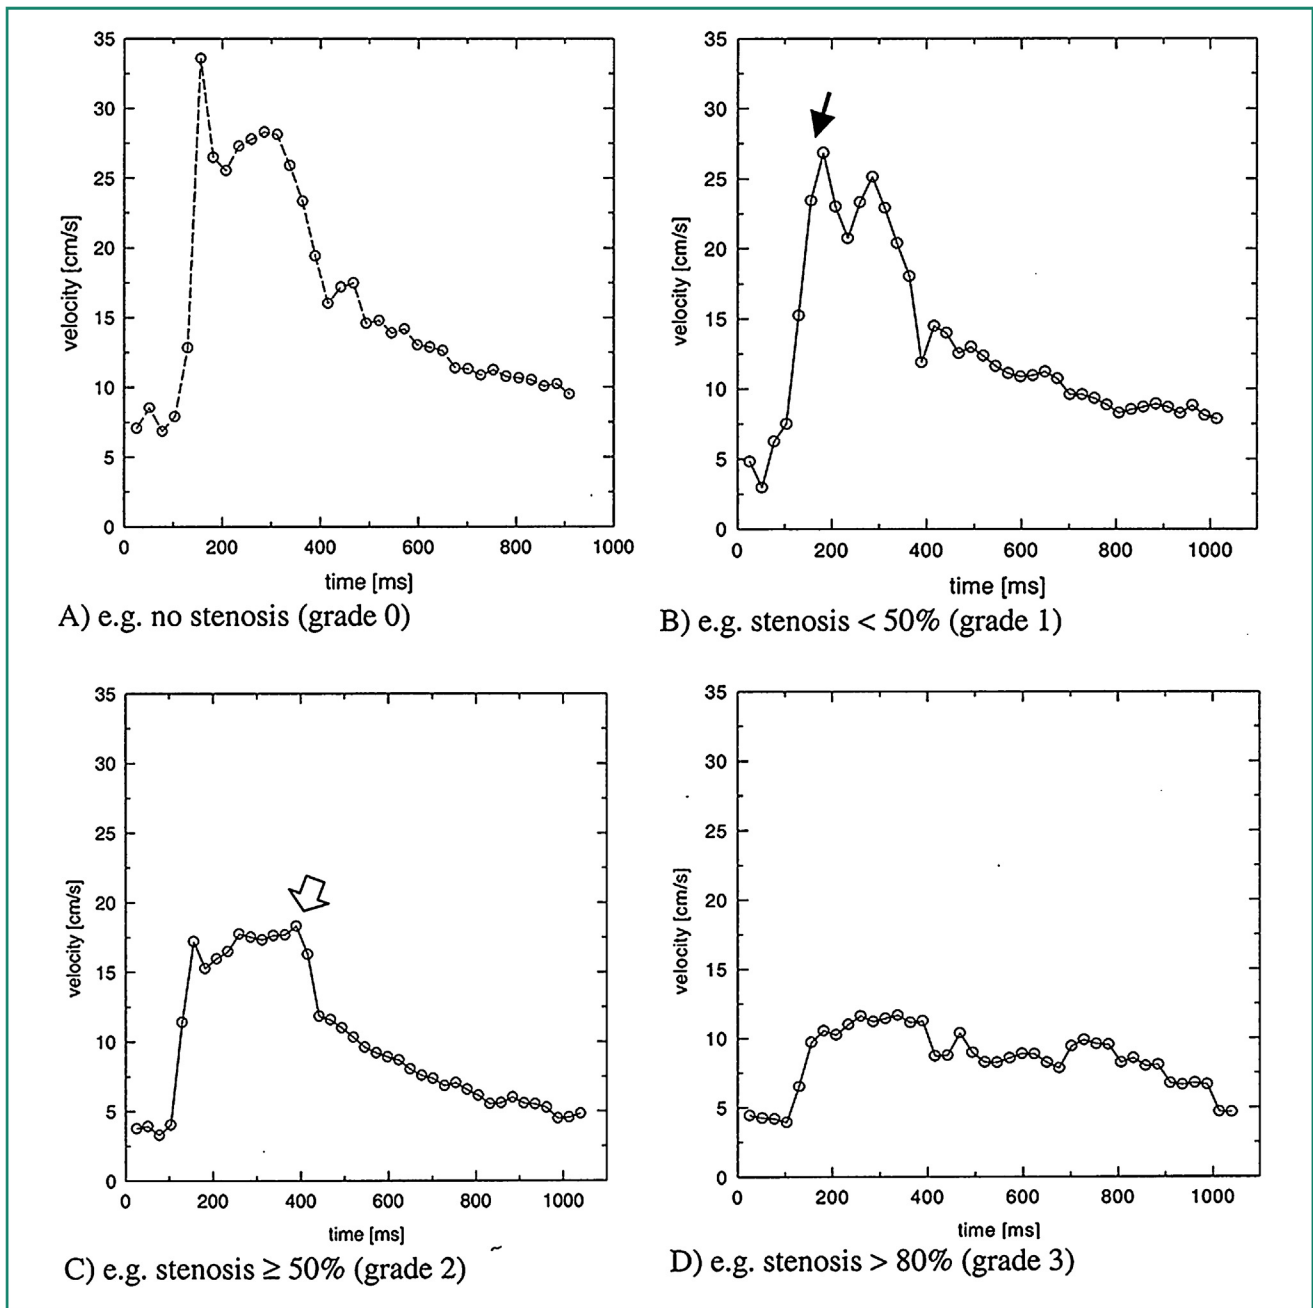 35
30
25
20
15
10
5
0
velocity [cm/s]
0 200 400 600 800 1000
time [ms]
A) e.g. no stenosis (grade 0)
35
30
25
20
15
10
5
0
velocity [cm/s]
0 200 400 600 800 1000
time [ms]
B) e.g. stenosis < 50% (grade 1)
35
30
25
20
15
10
5
0
velocity [cm/s]
0 200 400 600 800 1000
time [ms]
C) e.g. stenosis ≥ 50% (grade 2)
35
30
25
20
15
10
5
0
velocity [cm/s]
0 200 400 600 800 1000
time [ms]
D) e.g. stenosis > 80% (grade 3)